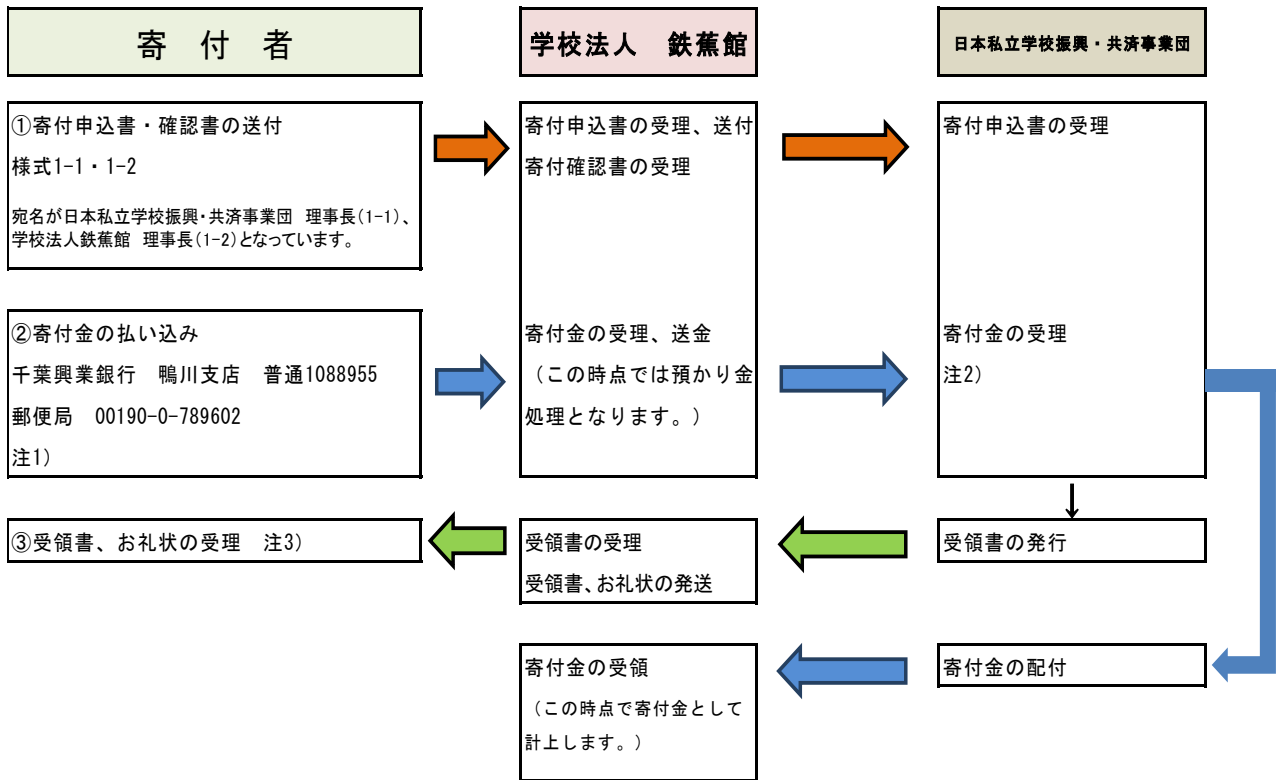 寄　付　者
学校法人　鉄蕉館
日本私立学校振興・共済事業団
①寄付申込書・確認書の送付
様式1-1・1-2
宛名が日本私立学校振興・共済事業団　理事長(1-1)、
学校法人鉄蕉館　理事長(1-2)となっています。
寄付申込書の受理、送付
寄付確認書の受理
寄付申込書の受理
②寄付金の払い込み
千葉興業銀行　鴨川支店　普通1088955
郵便局　00190-0-789602
注1)
寄付金の受理、送金
（この時点では預かり金
処理となります。）
寄付金の受理
注2)
③受領書、お礼状の受理　注3)
受領書の受理
受領書、お礼状の発送
受領書の発行
寄付金の受領
（この時点で寄付金として
計上します。）
寄付金の配付